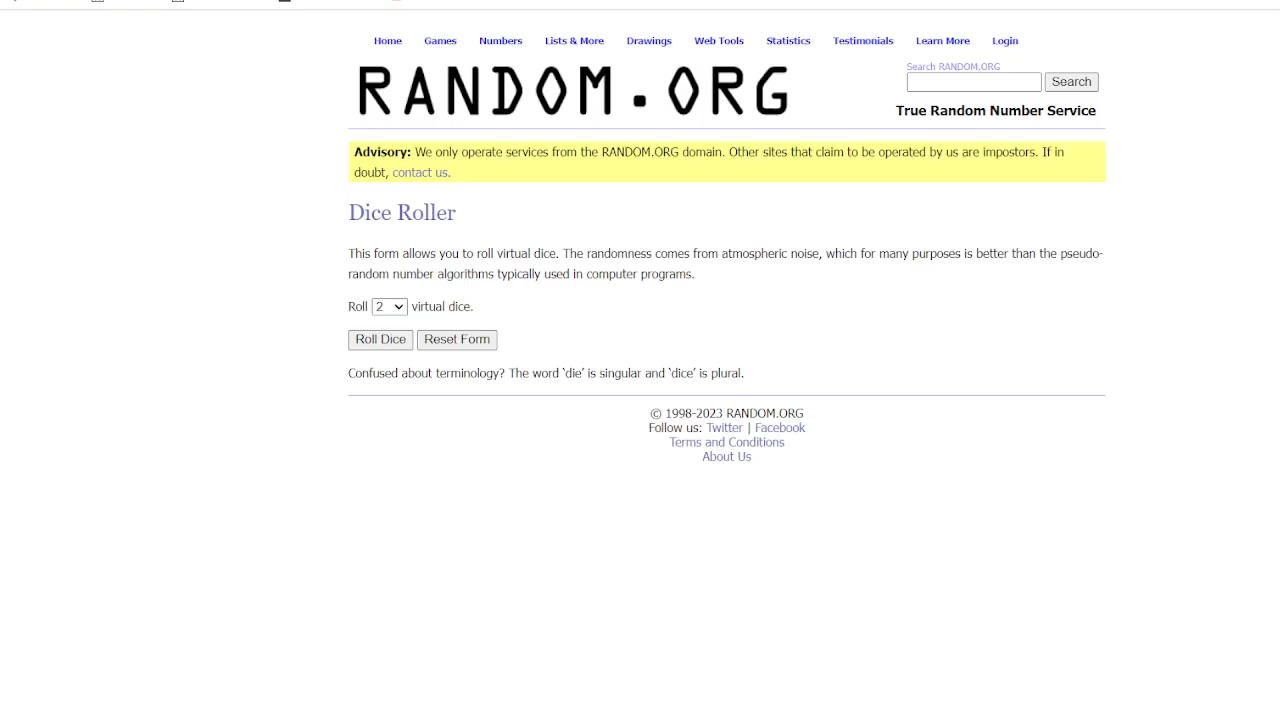 Home Games Numbers Lists & More Drawings Web Tools Statistics Testimonials Learn More Login
RANDOM.ORG
Search RANDOM.ORG
Search
True Random Number Service
Advisory: We only operate services from the RANDOM.ORG domain. Other sites that claim to be operated by us are impostors. If in
doubt, contact us.
Dice Roller
This form allows you to roll virtual dice. The randomness comes from atmospheric noise, which for many purposes is better than the pseudo-
random number algorithms typically used in computer programs.
Roll 2 virtual dice.
Roll Dice Reset Form
Confused about terminology? The word ‘die’ is singular and ‘dice’ is plural.
© 1998-2023 RANDOM.ORG
Follow us: Twitter | Facebook
Terms and Conditions
About Us